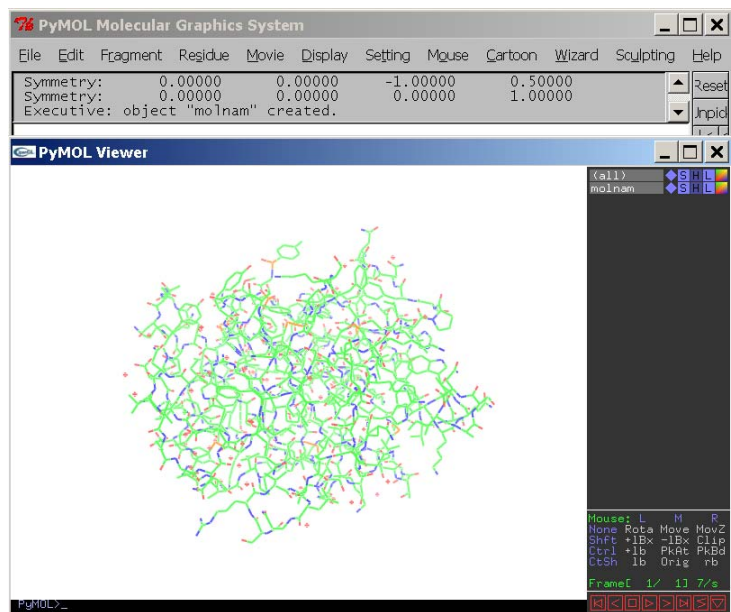 PyMOL Molecular Graphics System
File Edit Fragment Residue Movie Display Setting Mouse Cartoon Wizard Sculpting Help
Symmetry: 0.00000 0.00000 -1.00000 0.50000
Symmetry: 0.00000 0.00000 0.00000 1.00000
Executive: object "molnam" created.
Reset
PyMOL Viewer
(all) S H L
molnam S H L
Mouse: L M R
None Rota Move MovZ
Shft +lBx -lBx Clip
Ctrl +lb PkAt PkBd
CtSh lb Orig rb
Frame[ 1/ 1] 7/s
PyMOL>_